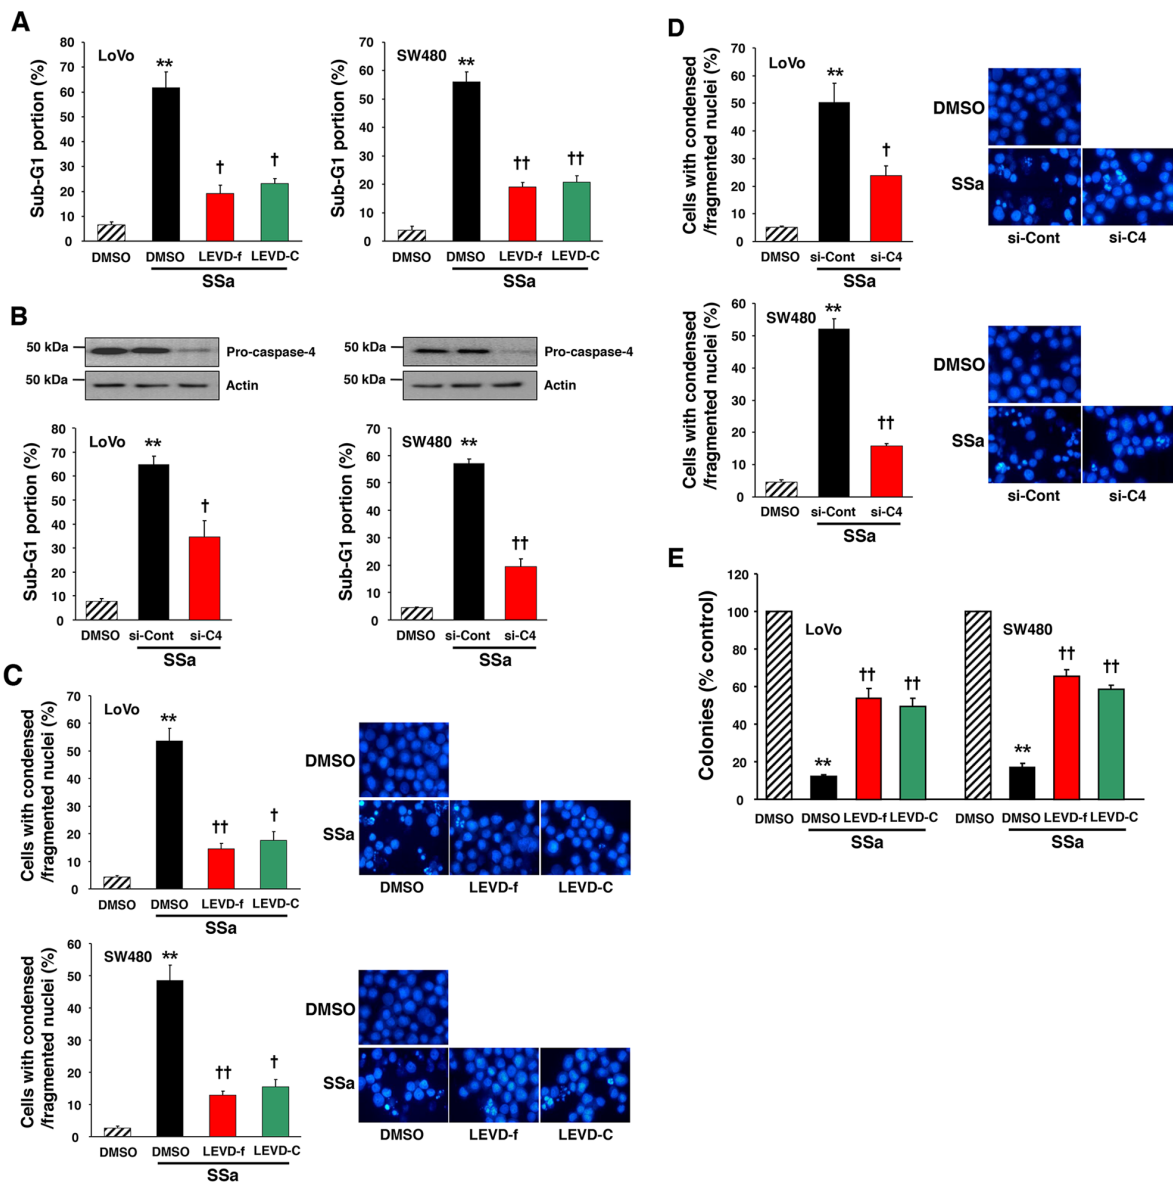 A
Sub-G1 portion (%)
80
70
60
50
40
30
20
10
0
LoVo
**
†
†
DMSO
DMSO LEVD-f LEVD-C
SSa
Sub-G1 portion (%)
70
60
50
40
30
20
10
0
SW480
**
††
††
DMSO
DMSO LEVD-f LEVD-C
SSa
B
50 kDa
Pro-caspase-4
50 kDa
Actin
50 kDa
Pro-caspase-4
50 kDa
Actin
Sub-G1 portion (%)
80
70
60
50
40
30
20
10
0
LoVo
**
†
DMSO si-Cont si-C4
SSa
Sub-G1 portion (%)
70
60
50
40
30
20
10
0
SW480
**
††
DMSO si-Cont si-C4
SSa
C
Cells with condensed
/fragmented nuclei (%)
70
60
50
40
30
20
10
0
LoVo
**
††
†
DMSO
DMSO LEVD-f LEVD-C
SSa
DMSO
SSa
DMSO LEVD-f LEVD-C
Cells with condensed
/fragmented nuclei (%)
60
50
40
30
20
10
0
SW480
**
††
†
DMSO
DMSO LEVD-f LEVD-C
SSa
DMSO
SSa
DMSO LEVD-f LEVD-C
D
Cells with condensed
/fragmented nuclei (%)
70
60
50
40
30
20
10
0
LoVo
**
†
DMSO si-Cont si-C4
SSa
DMSO
SSa
si-Cont si-C4
Cells with condensed
/fragmented nuclei (%)
60
50
40
30
20
10
0
SW480
**
††
DMSO si-Cont si-C4
SSa
DMSO
SSa
si-Cont si-C4
E
Colonies (% control)
120
100
80
60
40
20
0
LoVo
**
††
††
DMSO
DMSO LEVD-f LEVD-C
SSa
SW480
**
††
††
DMSO
DMSO LEVD-f LEVD-C
SSa